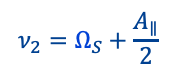 ν₂ = Ω_S + A_∥/2